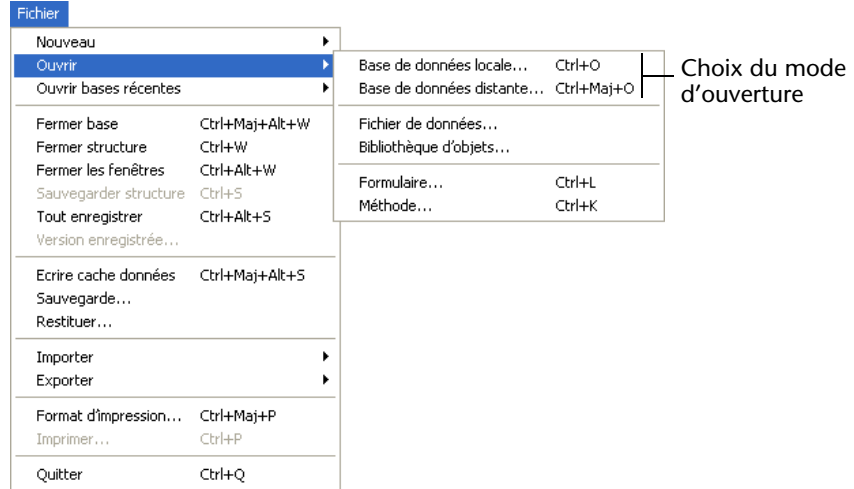 Fichier
Nouveau
Ouvrir
Ouvrir bases récentes
Fermer base Ctrl+Maj+Alt+W
Fermer structure Ctrl+W
Fermer les fenêtres Ctrl+Alt+W
Sauvegarder structure Ctrl+S
Tout enregistrer Ctrl+Alt+S
Version enregistrée...
Ecrire cache données Ctrl+Maj+Alt+S
Sauvegarde...
Restituer...
Importer
Exporter
Format d'impression... Ctrl+Maj+P
Imprimer... Ctrl+P
Quitter Ctrl+Q
Base de données locale... Ctrl+O
Base de données distante... Ctrl+Maj+O
Fichier de données...
Bibliothèque d'objets...
Formulaire... Ctrl+L
Méthode... Ctrl+K
Choix du mode
d'ouverture